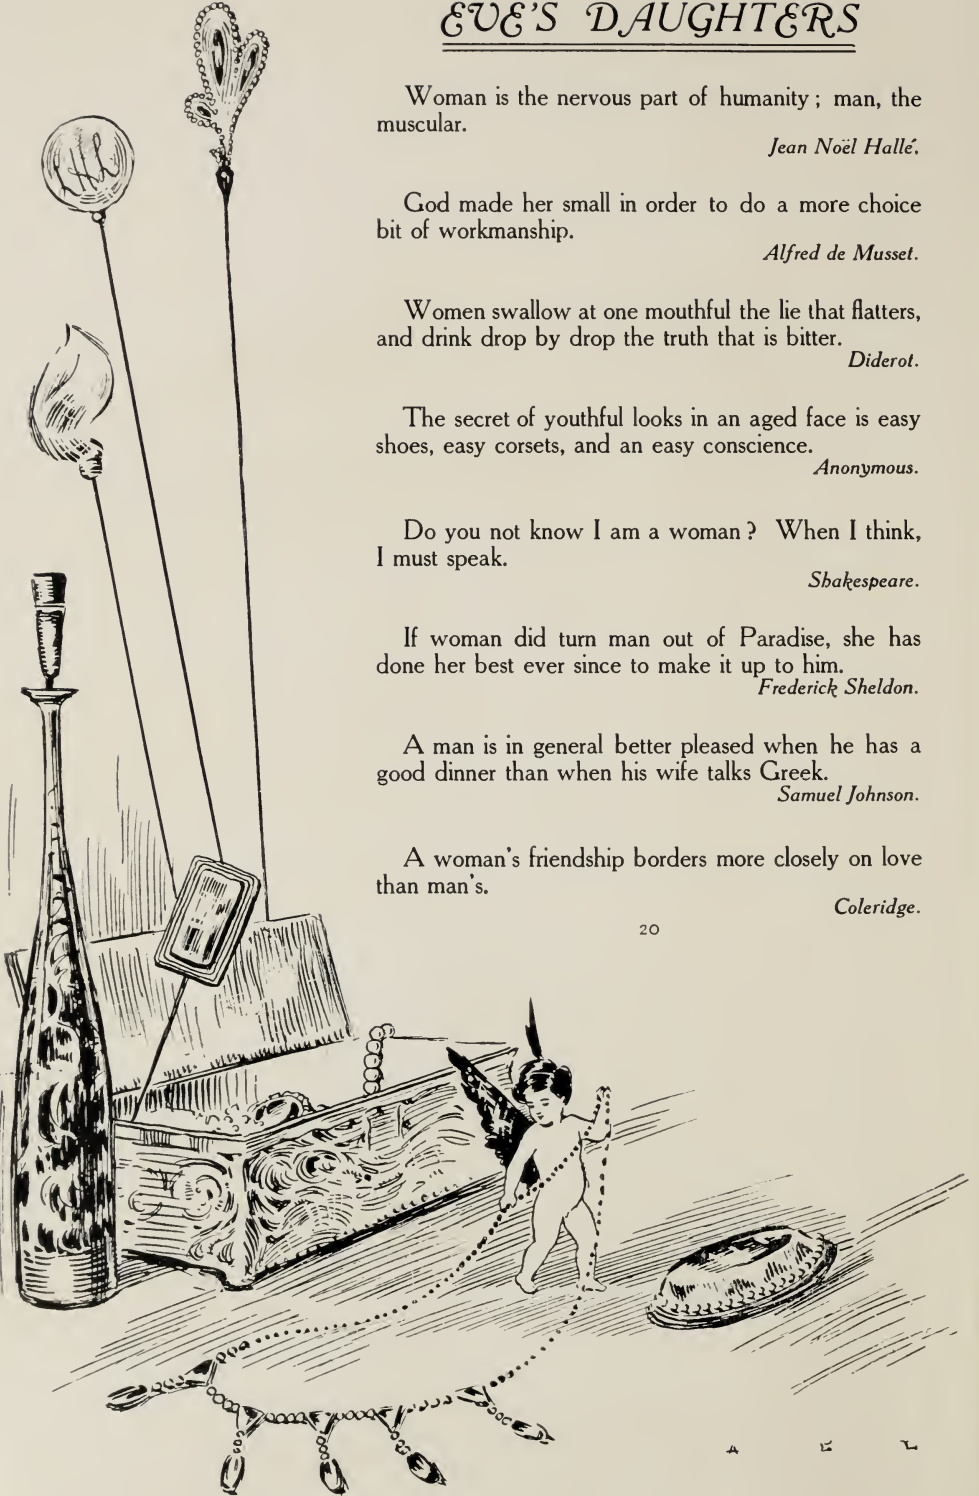 EVE'S DAUGHTERS
Woman is the nervous part of humanity; man, the
muscular.
Jean Noël Hallé.
God made her small in order to do a more choice
bit of workmanship.
Alfred de Musset.
Women swallow at one mouthful the lie that flatters,
and drink drop by drop the truth that is bitter.
Diderot.
The secret of youthful looks in an aged face is easy
shoes, easy corsets, and an easy conscience.
Anonymous.
Do you not know I am a woman? When I think,
I must speak.
Shakespeare.
If woman did turn man out of Paradise, she has
done her best ever since to make it up to him.
Frederick Sheldon.
A man is in general better pleased when he has a
good dinner than when his wife talks Greek.
Samuel Johnson.
A woman's friendship borders more closely on love
than man's.
Coleridge.
20